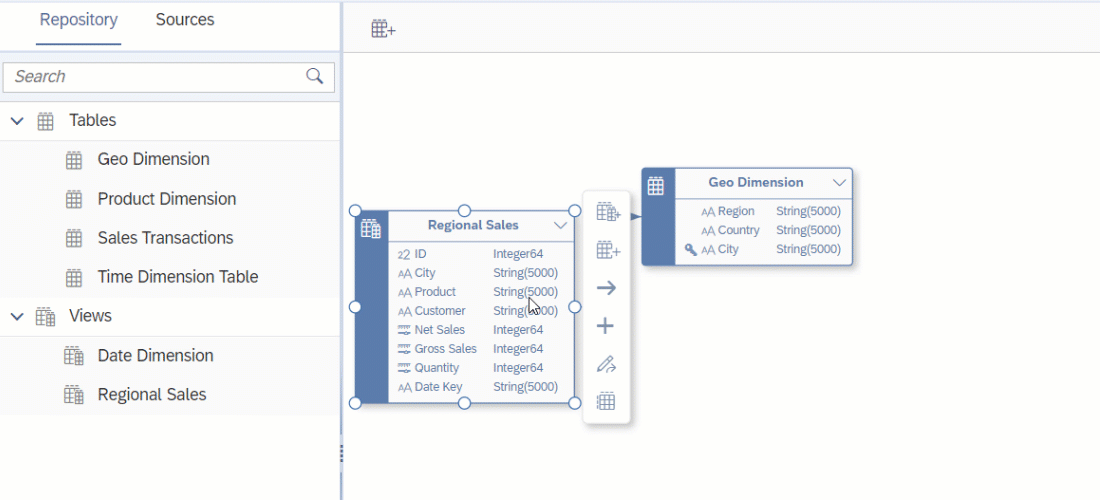 Repository Sources
Search
Tables
Geo Dimension
Product Dimension
Sales Transactions
Time Dimension Table
Views
Date Dimension
Regional Sales
Regional Sales
ID Integer64
City String(5000)
Product String(5000)
Customer String(5000)
Net Sales Integer64
Gross Sales Integer64
Quantity Integer64
Date Key String(5000)
Geo Dimension
Region String(5000)
Country String(5000)
City String(5000)